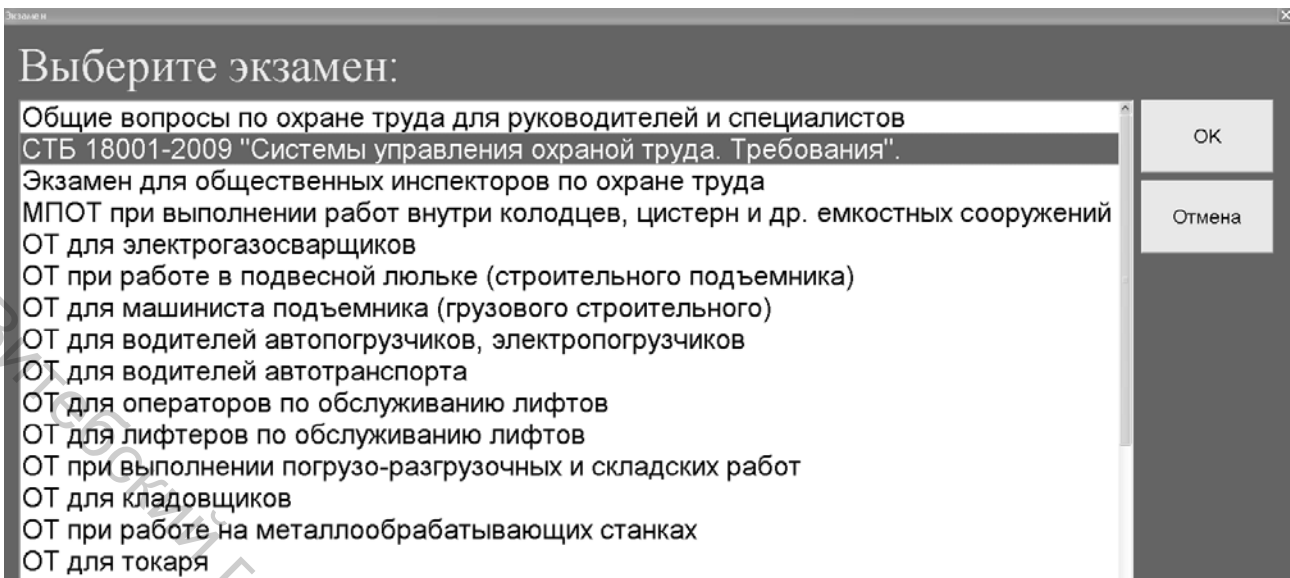 Экзамен
Выберите экзамен:
Общие вопросы по охране труда для руководителей и специалистов
СТБ 18001-2009 "Системы управления охраной труда. Требования".
Экзамен для общественных инспекторов по охране труда
МПОТ при выполнении работ внутри колодцев, цистерн и др. емкостных сооружений
ОТ для электрогазосварщиков
ОТ при работе в подвесной люльке (строительного подъемника)
ОТ для машиниста подъемника (грузового строительного)
ОТ для водителей автопогрузчиков, электропогрузчиков
ОТ для водителей автотранспорта
ОТ для операторов по обслуживанию лифтов
ОТ для лифтеров по обслуживанию лифтов
ОТ при выполнении погрузо-разгрузочных и складских работ
ОТ для кладовщиков
ОТ при работе на металлообрабатывающих станках
ОТ для токаря
OK
Отмена
Витебский